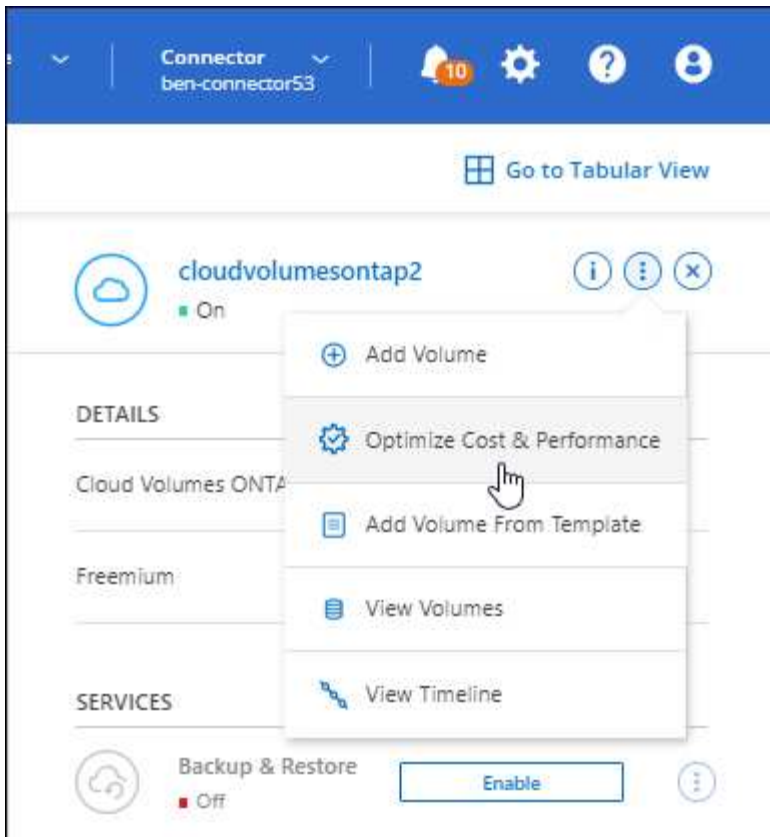 Connector
ben-connector53
10
Go to Tabular View
cloudvolumesontap2
On
Add Volume
DETAILS
Optimize Cost & Performance
Cloud Volumes ONTA
Add Volume From Template
Freemium
View Volumes
View Timeline
SERVICES
Backup & Restore
Enable
Off